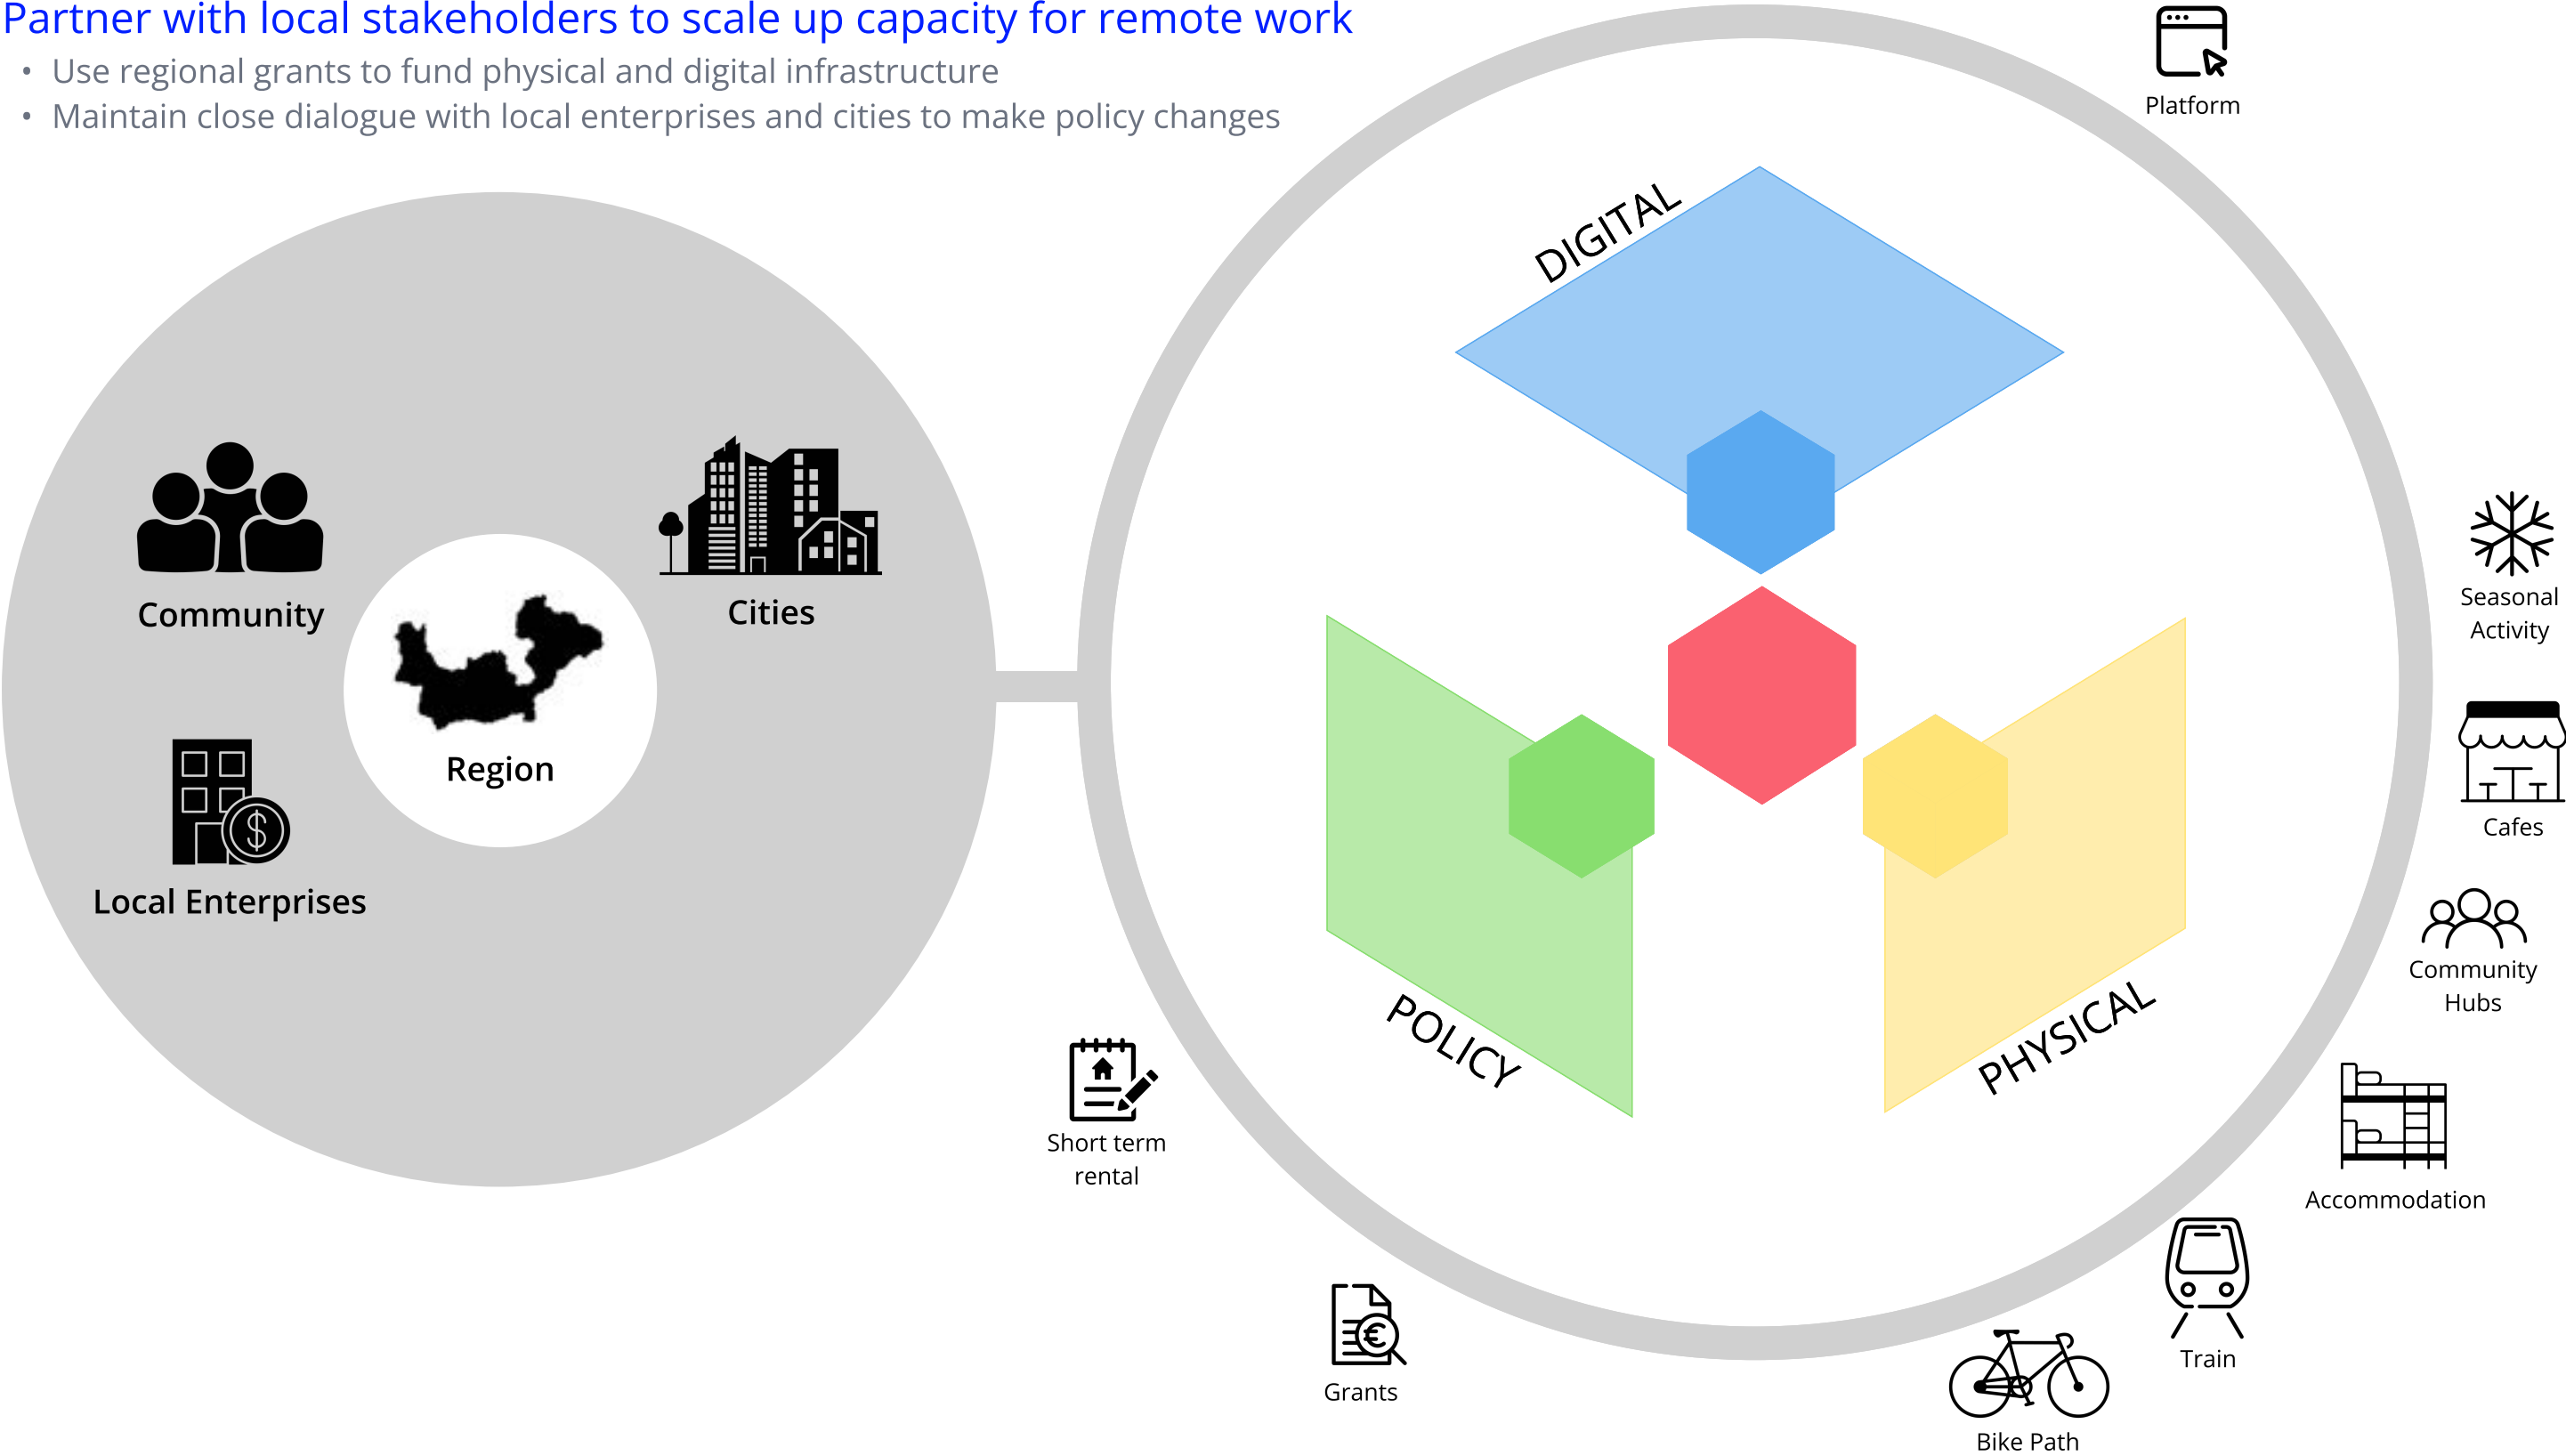 Partner with local stakeholders to scale up capacity for remote work
• Use regional grants to fund physical and digital infrastructure
• Maintain close dialogue with local enterprises and cities to make policy changes
Community
Cities
Region
Local Enterprises
DIGITAL
POLICY
PHYSICAL
Platform
Seasonal
Activity
Cafes
Community
Hubs
Accommodation
Train
Bike Path
Grants
Short term
rental